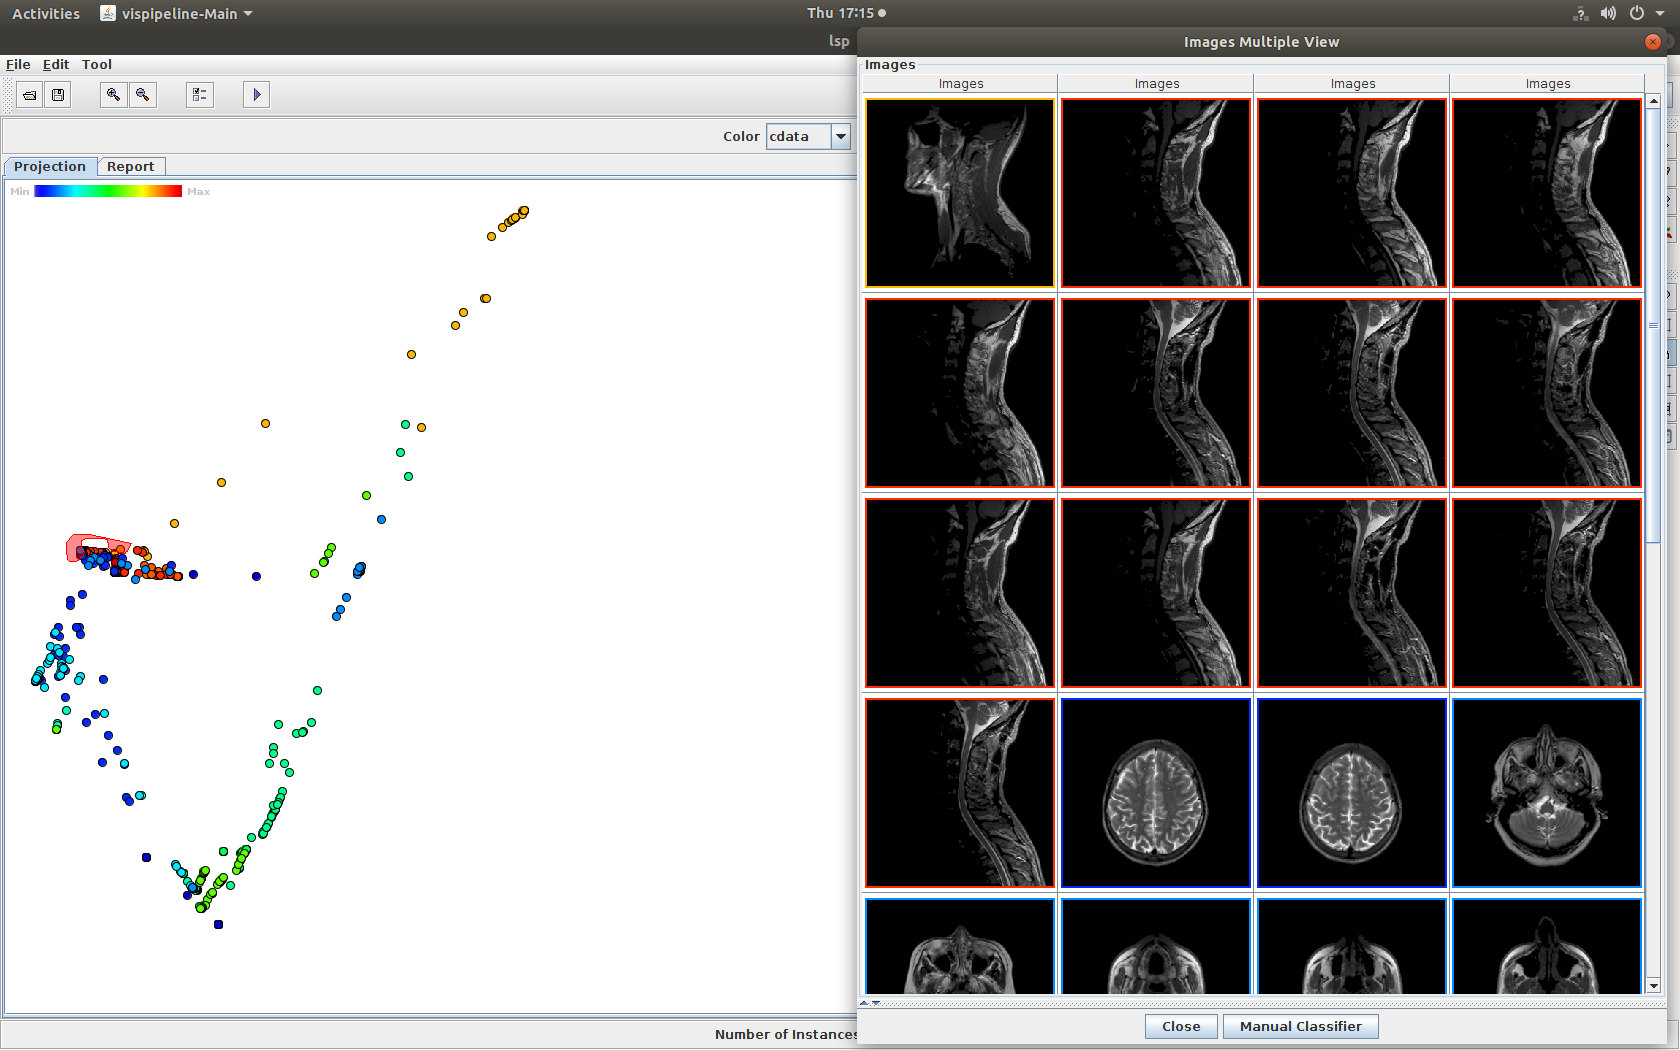 Activities vispipeline-Main Thu 17:15
lsp
Images Multiple View
File Edit Tool
Images
Images Images Images Images
Color cdata
Projection Report
Min Max
Number of Instances
Close Manual Classifier